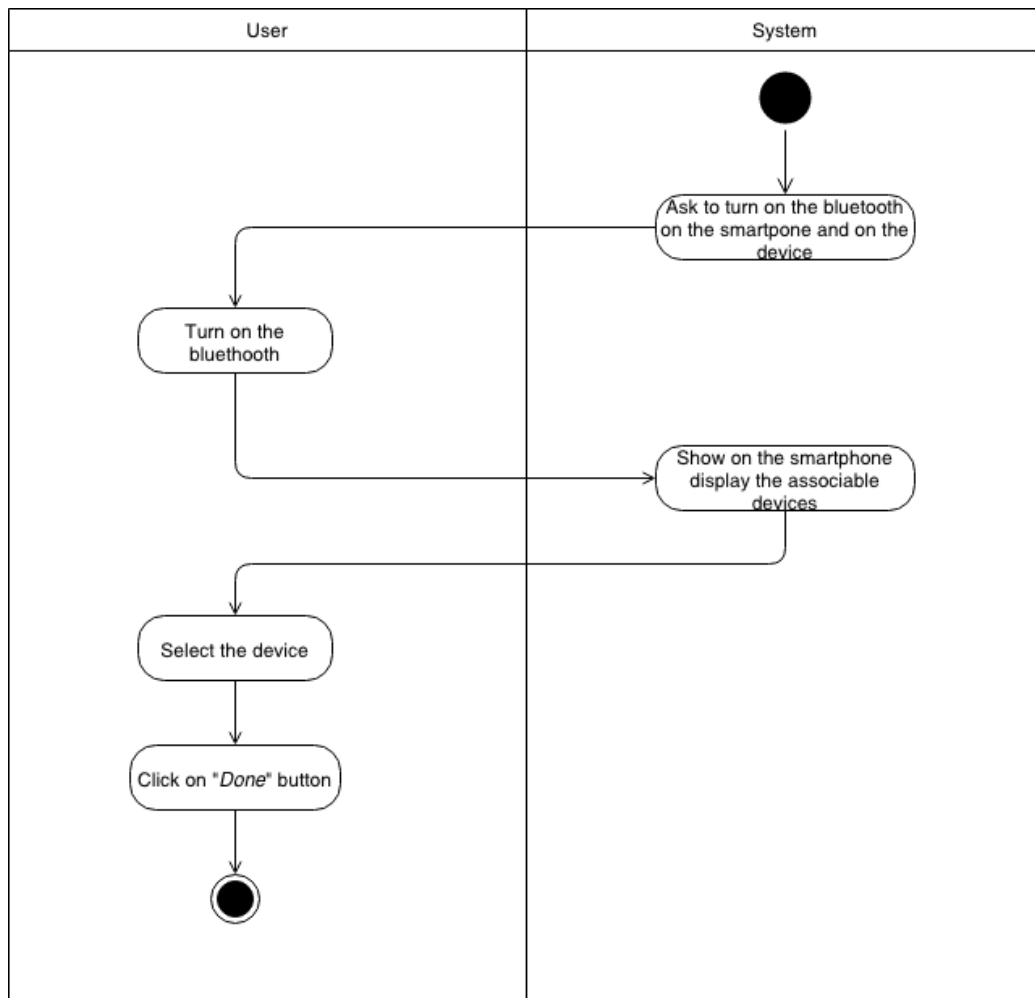 User
System
Ask to turn on the bluetooth
on the smartpone and on the
device
Turn on the
bluethooth
Show on the smartphone
display the associable
devices
Select the device
Click on "Done" button